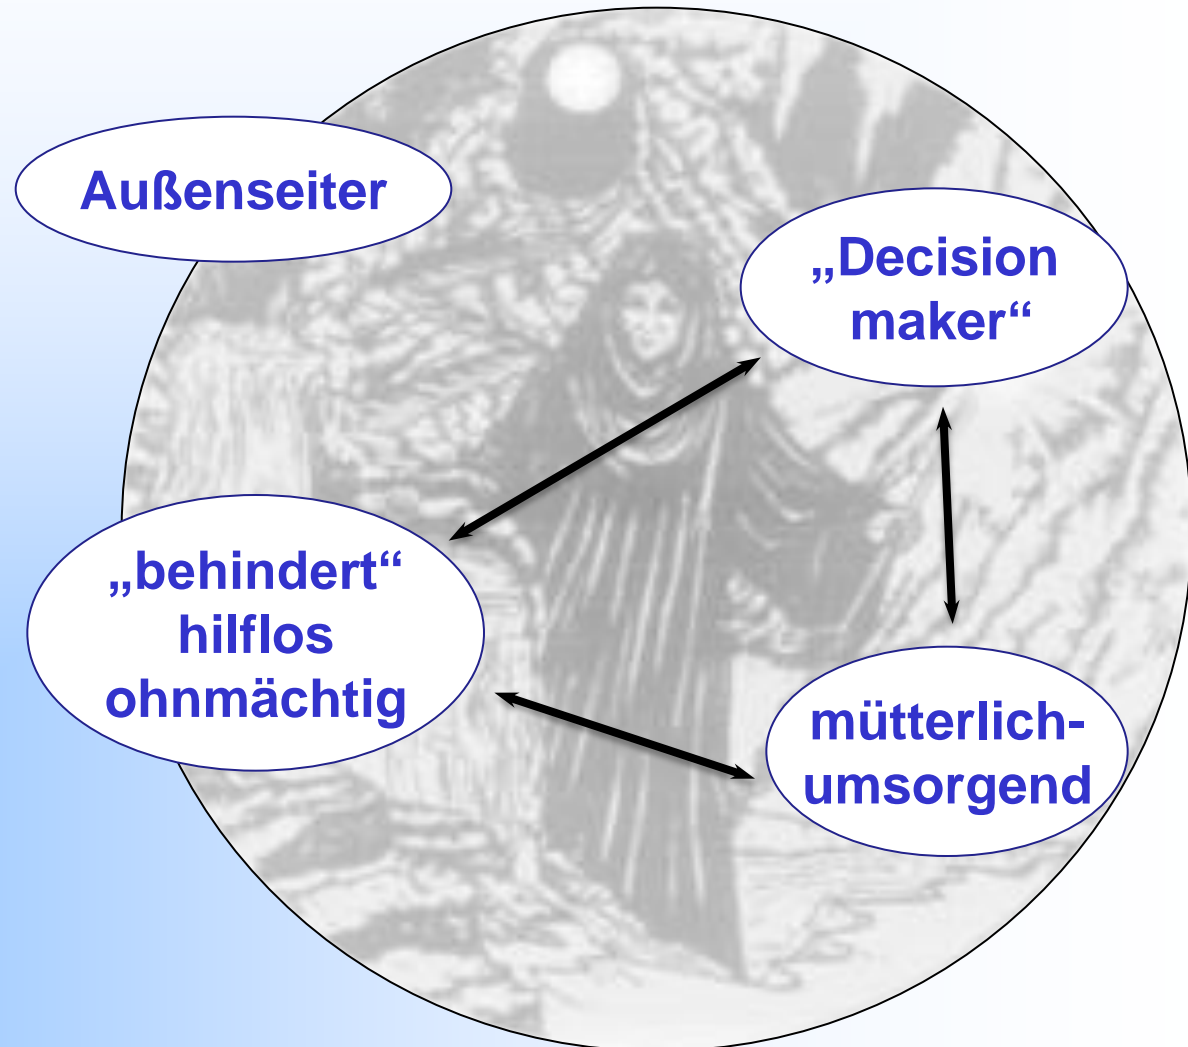 Außenseiter
„Decision
maker“
„behindert“
hilflos
ohnmächtig
mütterlich-
umsorgend